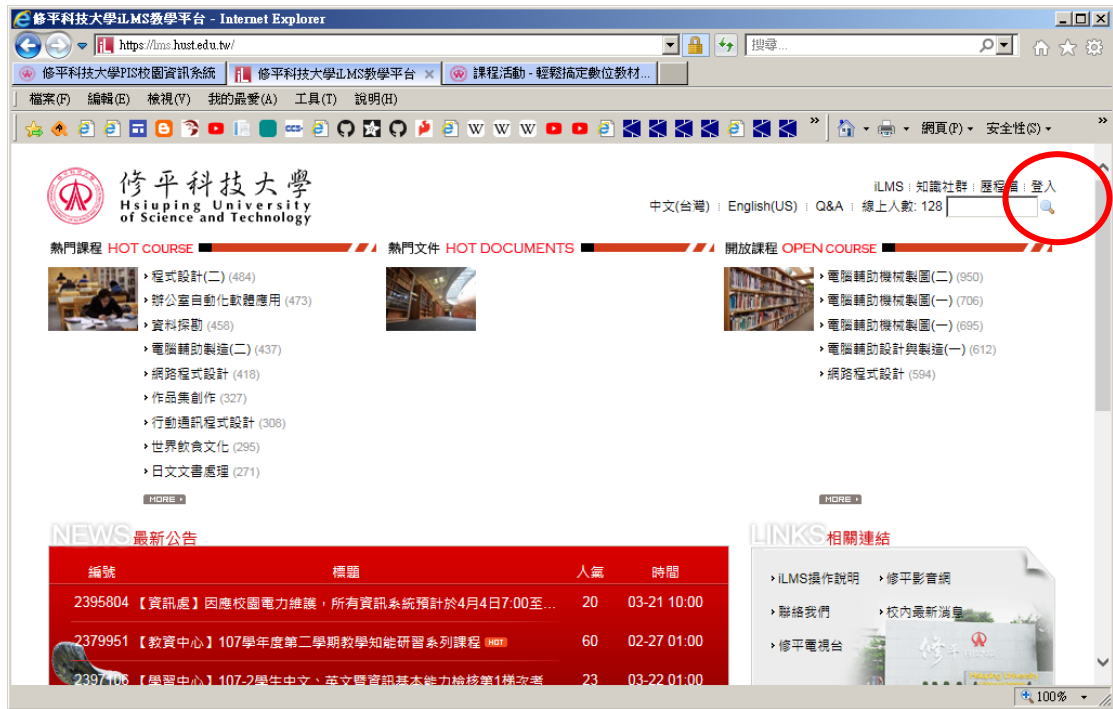 修平科技大學iLMS教學平台 - Internet Explorer
https://lms.hust.edu.tw/
搜尋...
修平科技大學PIS校園資訊系統
修平科技大學iLMS教學平台
課程活動 - 輕鬆搞定數位教材...
檔案(F) 編輯(E) 檢視(V) 我的最愛(A) 工具(T) 說明(H)
網頁(P) 安全性(S)
修平科技大學
Hsiuping University
of Science and Technology
iLMS | 知識社群 | 歷程檔 | 登入
中文(台灣) | English(US) | Q&A | 線上人數: 128
熱門課程 HOT COURSE
程式設計(二) (484)
辦公室自動化軟體應用 (473)
資料探勘 (458)
電腦輔助製造(二) (437)
網路程式設計 (418)
作品集創作 (327)
行動通訊程式設計 (308)
世界飲食文化 (295)
日文文書處理 (271)
MORE
熱門文件 HOT DOCUMENTS
開放課程 OPEN COURSE
電腦輔助機械製圖(二) (950)
電腦輔助機械製圖(一) (706)
電腦輔助機械製圖(一) (695)
電腦輔助設計與製造(一) (612)
網路程式設計 (594)
MORE
NEWS 最新公告
編號 標題 人氣 時間
2395804 【資訊處】因應校園電力維護，所有資訊系統預計於4月4日7:00至... 20 03-21 10:00
2379951 【教資中心】107學年度第二學期教學知能研習系列課程 HOT 60 02-27 01:00
2397106 【學習中心】107-2學生中文、英文暨資訊基本能力檢核第1梯次考 23 03-22 01:00
LINKS 相關連結
iLMS操作說明 修平影音網
聯絡我們 校內最新消息
修平電視台
100%